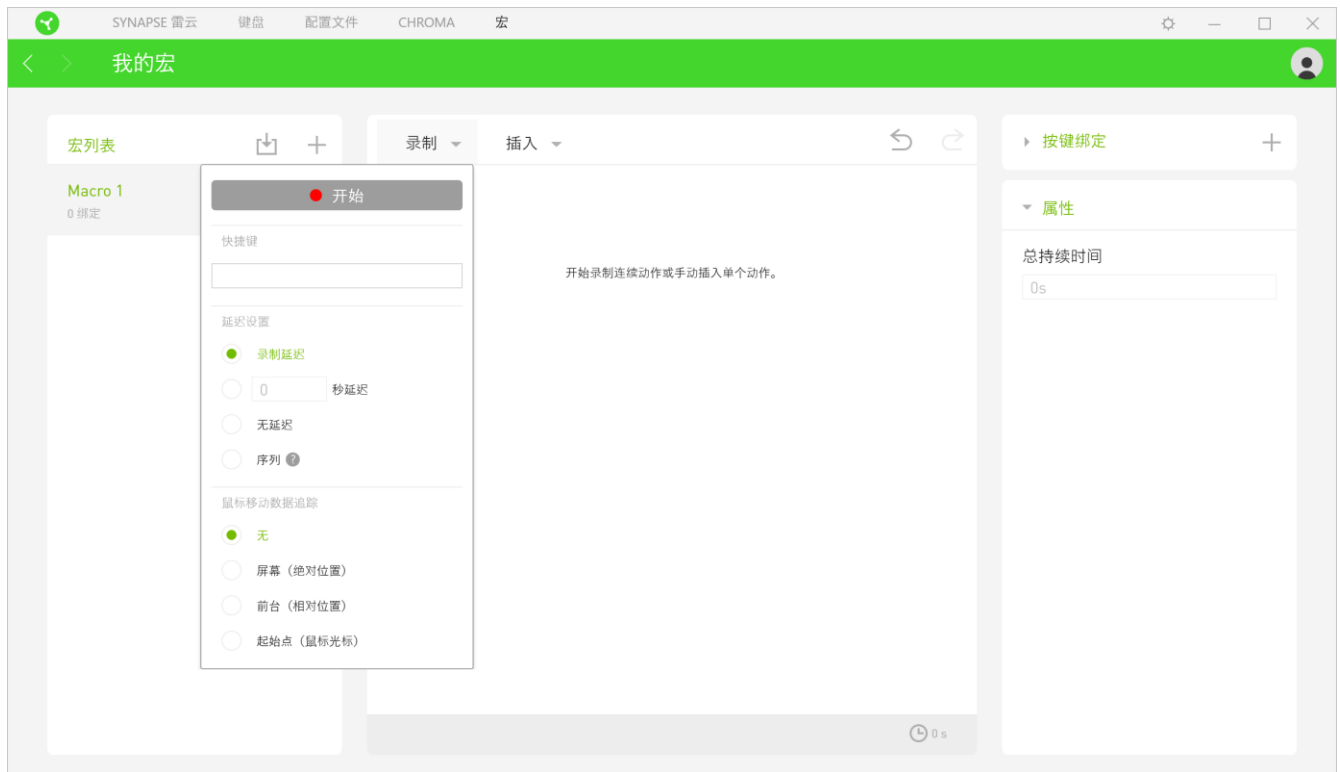 SYNAPSE 雷云 键盘 配置文件 CHROMA 宏
我的宏
宏列表
录制
插入
按键绑定
Macro 1
0 绑定
开始
快捷键
延迟设置
录制延迟
0 秒延迟
无延迟
序列 ?
鼠标移动数据追踪
无
屏幕（绝对位置）
前台（相对位置）
起始点（鼠标光标）
开始录制连续动作或手动插入单个动作。
0 s
属性
总持续时间
0s